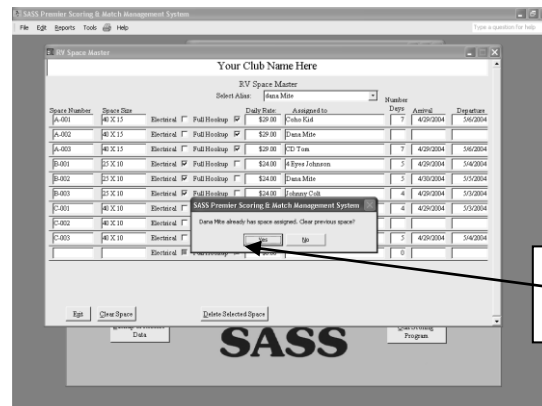 SASS Premier Scoring & Match Management System
File Edit Reports Tools Help Type a question for help
RV Space Master
Your Club Name Here
RV Space Master
Select Alias: dana Mite
Space Number Space Size Daily Rate: Assigned to Number Days Arrival Departure
A-001 40 X 15 Electrical Full Hookup $29.00 Coho Kid 7 4/29/2004 5/6/2004
A-002 40 X 15 Electrical Full Hookup $29.00 Dana Mite
A-003 40 X 15 Electrical Full Hookup $29.00 CD Tom 7 4/29/2004 5/6/2004
B-001 25 X 10 Electrical Full Hookup $24.00 4 Eyes Johnson 5 4/29/2004 5/4/2004
B-002 25 X 10 Electrical Full Hookup $24.00 Dana Mite 5 4/30/2004 5/5/2004
B-003 25 X 10 Electrical Full Hookup $24.00 Johnny Colt 4 4/29/2004 5/3/2004
C-001 40 X 10 Electrical 4 4/29/2004 5/3/2004
C-002 40 X 10 Electrical
C-003 40 X 10 Electrical 5 4/29/2004 5/4/2004
Electrical 0
SASS Premier Scoring & Match Management System
Dana Mite already has space assigned. Clear previous space?
Yes No
Exit Clear Space Delete Selected Space
Data
SASS
Program